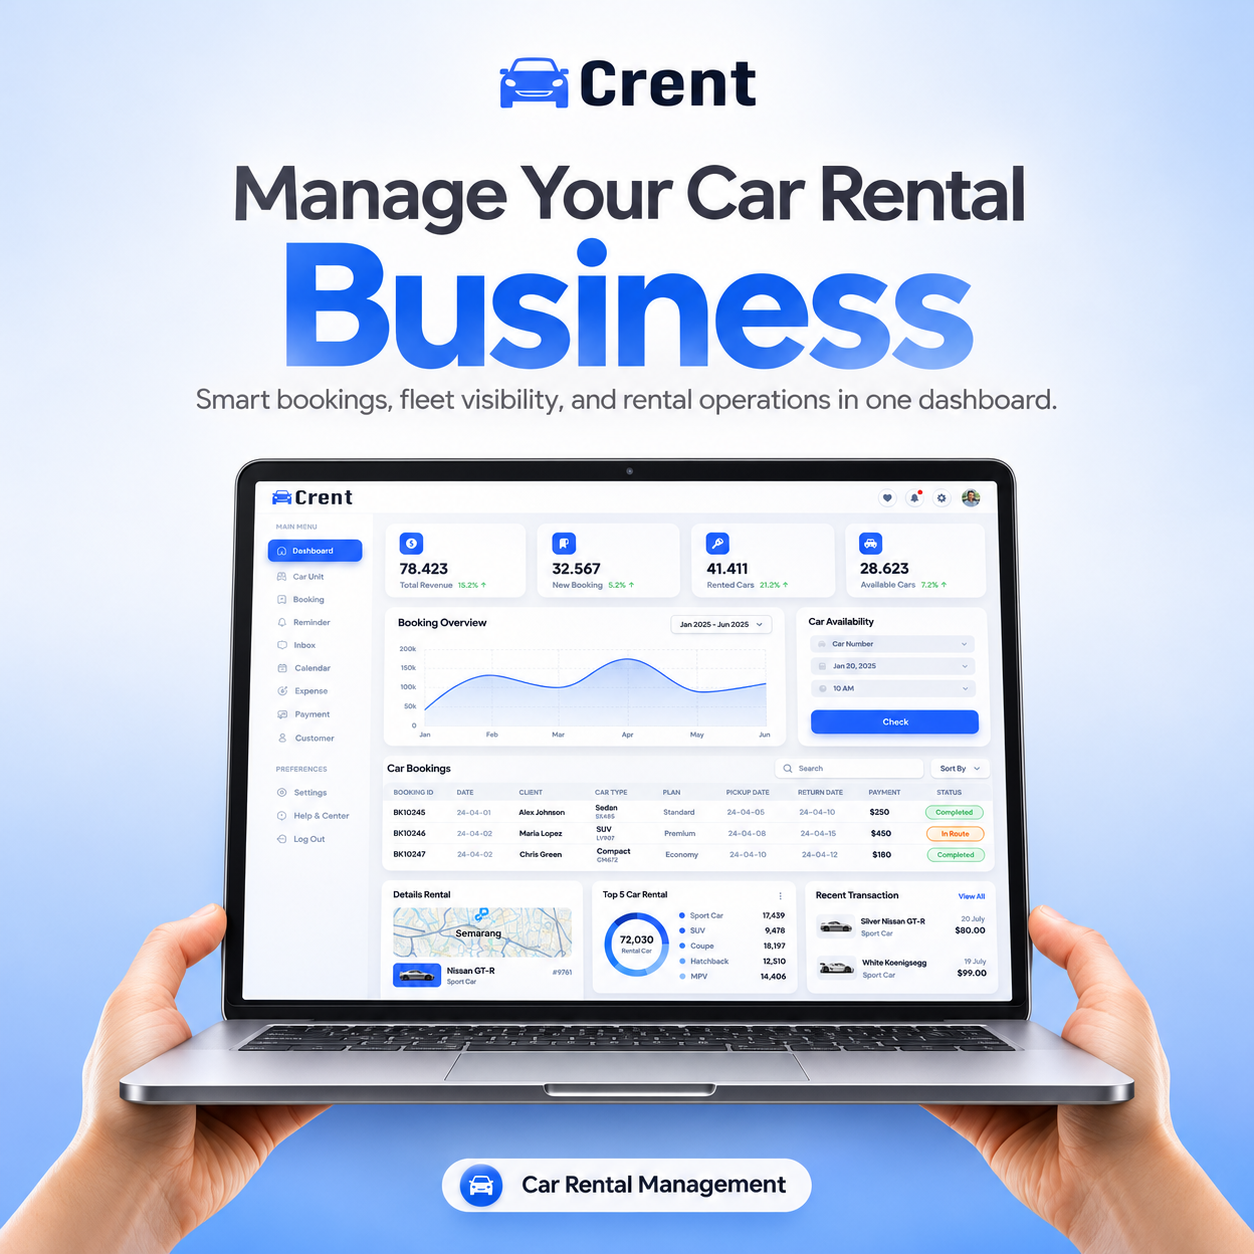 Crent
Manage Your Car Rental
Business
Smart bookings, fleet visibility, and rental operations in one dashboard.
Crent
MAIN MENU
Dashboard
Car Unit
Booking
Reminder
Inbox
Calendar
Expense
Payment
Customer
PREFERENCES
Settings
Help & Center
Log Out
78.423
Total Revenue 15.2% ↑
32.567
New Booking 5.2% ↑
41.411
Rented Cars 21.2% ↑
28.623
Available Cars 7.2% ↑
Booking Overview
Jan 2025 - Jun 2025
200k
150k
100k
50k
0
Jan Feb Mar Apr May Jun
Car Availability
Car Number
Jan 20, 2025
10 AM
Check
Car Bookings
Search
Sort By
BOOKING ID DATE CLIENT CAR TYPE PLAN PICKUP DATE RETURN DATE PAYMENT STATUS
BK10245 24-04-01 Alex Johnson Sedan Standard 24-04-05 24-04-10 $250 Completed
BK10246 24-04-02 Maria Lopez SUV Premium 24-04-08 24-04-15 $450 In Route
LV907
BK10247 24-04-02 Chris Green Compact Economy 24-04-10 24-04-12 $180 Completed
CM672
Details Rental
Semarang
Nissan GT-R #9761
Sport Car
Top 5 Car Rental
72,030
Rental Car
Sport Car 17,439
SUV 9,478
Coupe 18,197
Hatchback 12,510
MPV 14,406
Recent Transaction View All
Silver Nissan GT-R 20 July
Sport Car $80.00
White Koenigsegg 19 July
Sport Car $99.00
Car Rental Management